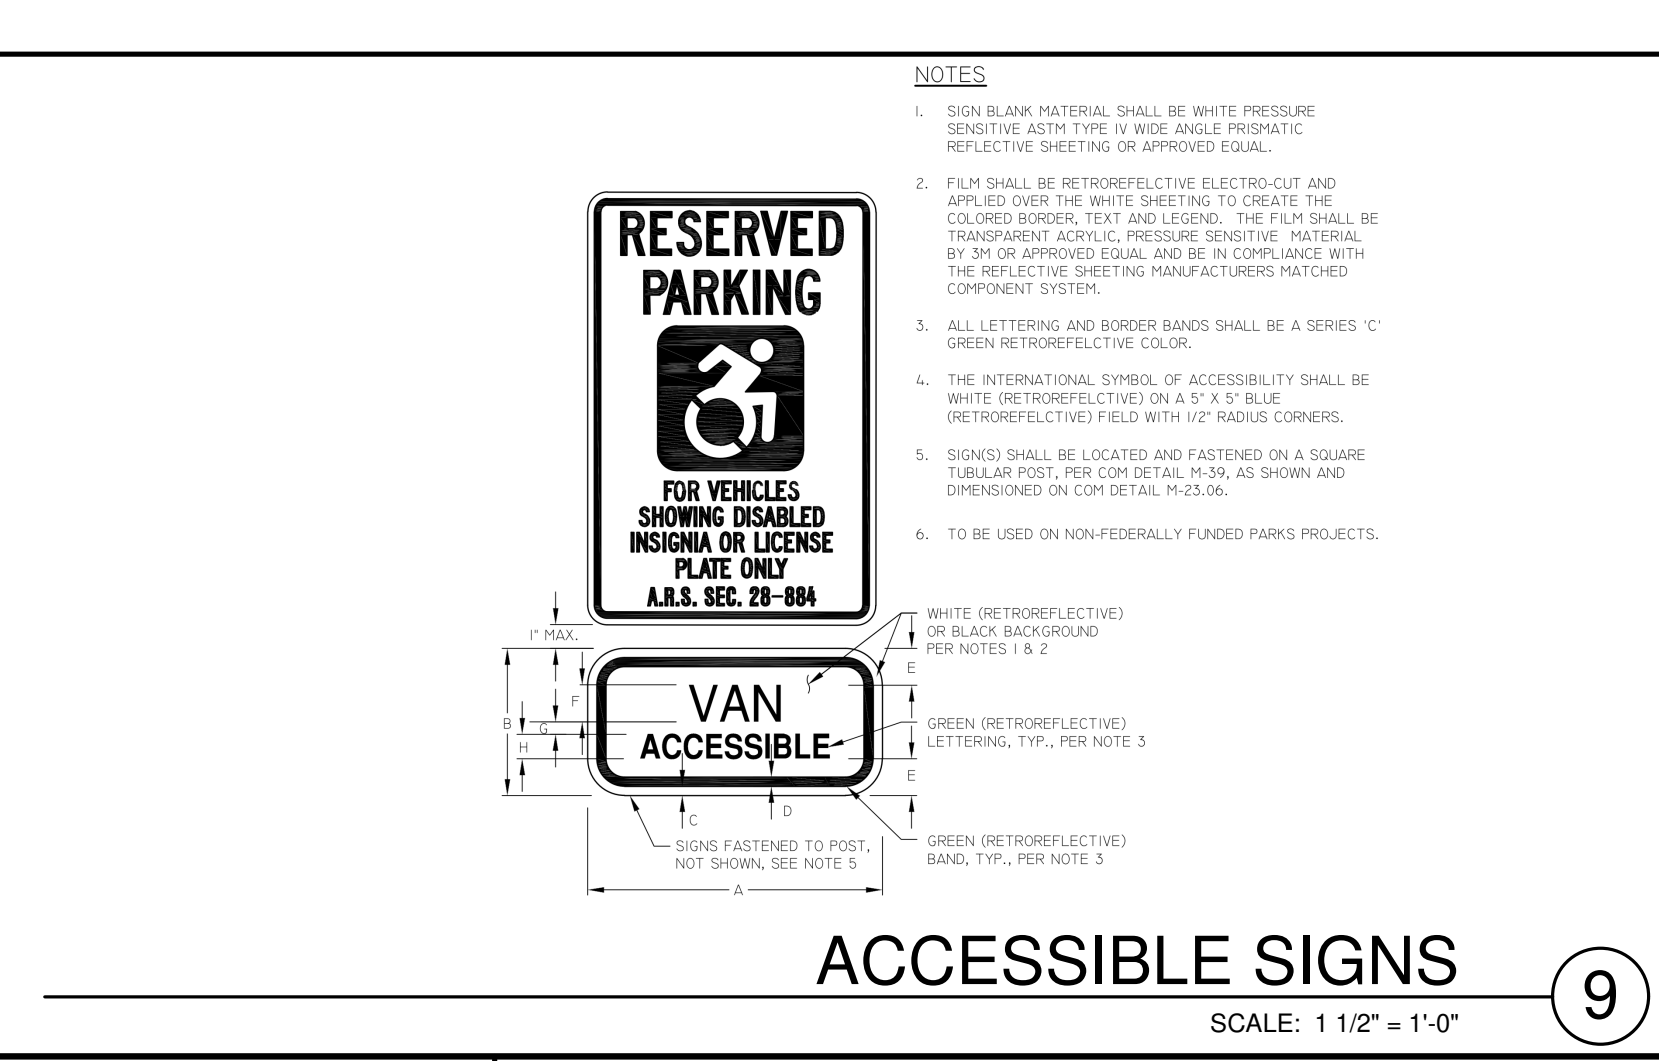 NOTES
1. SIGN BLANK MATERIAL SHALL BE WHITE PRESSURE
SENSITIVE ASTM TYPE IV WIDE ANGLE PRISMATIC
REFLECTIVE SHEETING OR APPROVED EQUAL.
2. FILM SHALL BE RETROREFELCTIVE ELECTRO-CUT AND
APPLIED OVER THE WHITE SHEETING TO CREATE THE
COLORED BORDER, TEXT AND LEGEND. THE FILM SHALL BE
TRANSPARENT ACRYLIC, PRESSURE SENSITIVE MATERIAL
BY 3M OR APPROVED EQUAL AND BE IN COMPLIANCE WITH
THE REFLECTIVE SHEETING MANUFACTURERS MATCHED
COMPONENT SYSTEM.
3. ALL LETTERING AND BORDER BANDS SHALL BE A SERIES 'C'
GREEN RETROREFELCTIVE COLOR.
4. THE INTERNATIONAL SYMBOL OF ACCESSIBILITY SHALL BE
WHITE (RETROREFELCTIVE) ON A 5" X 5" BLUE
(RETROREFELCTIVE) FIELD WITH 1/2" RADIUS CORNERS.
5. SIGN(S) SHALL BE LOCATED AND FASTENED ON A SQUARE
TUBULAR POST, PER COM DETAIL M-39, AS SHOWN AND
DIMENSIONED ON COM DETAIL M-23.06.
6. TO BE USED ON NON-FEDERALLY FUNDED PARKS PROJECTS.
RESERVED
PARKING
FOR VEHICLES
SHOWING DISABLED
INSIGNIA OR LICENSE
PLATE ONLY
A.R.S. SEC. 28-884
1" MAX.
WHITE (RETROREFLECTIVE)
OR BLACK BACKGROUND
PER NOTES 1 & 2
E
F
B
G
H
VAN
ACCESSIBLE
GREEN (RETROREFLECTIVE)
LETTERING, TYP., PER NOTE 3
E
C
D
SIGNS FASTENED TO POST,
NOT SHOWN, SEE NOTE 5
GREEN (RETROREFLECTIVE)
BAND, TYP., PER NOTE 3
A
ACCESSIBLE SIGNS
9
SCALE: 1 1/2" = 1'-0"